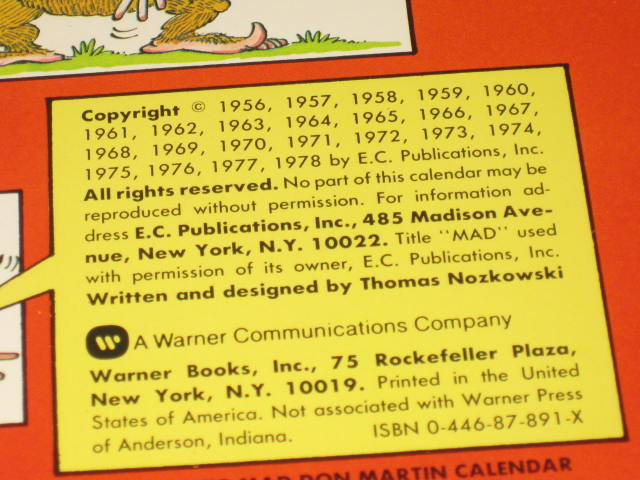 Copyright © 1956, 1957, 1958, 1959, 1960,
1961, 1962, 1963, 1964, 1965, 1966, 1967,
1968, 1969, 1970, 1971, 1972, 1973, 1974,
1975, 1976, 1977, 1978 by E.C. Publications, Inc.
All rights reserved. No part of this calendar may be
reproduced without permission. For information ad-
dress E.C. Publications, Inc., 485 Madison Ave-
nue, New York, N.Y. 10022. Title "MAD" used
with permission of its owner, E.C. Publications, Inc.
Written and designed by Thomas Nozkowski
A Warner Communications Company
Warner Books, Inc., 75 Rockefeller Plaza,
New York, N.Y. 10019. Printed in the United
States of America. Not associated with Warner Press
of Anderson, Indiana. ISBN 0-446-87-891-X
MAD DON MARTIN CALENDAR